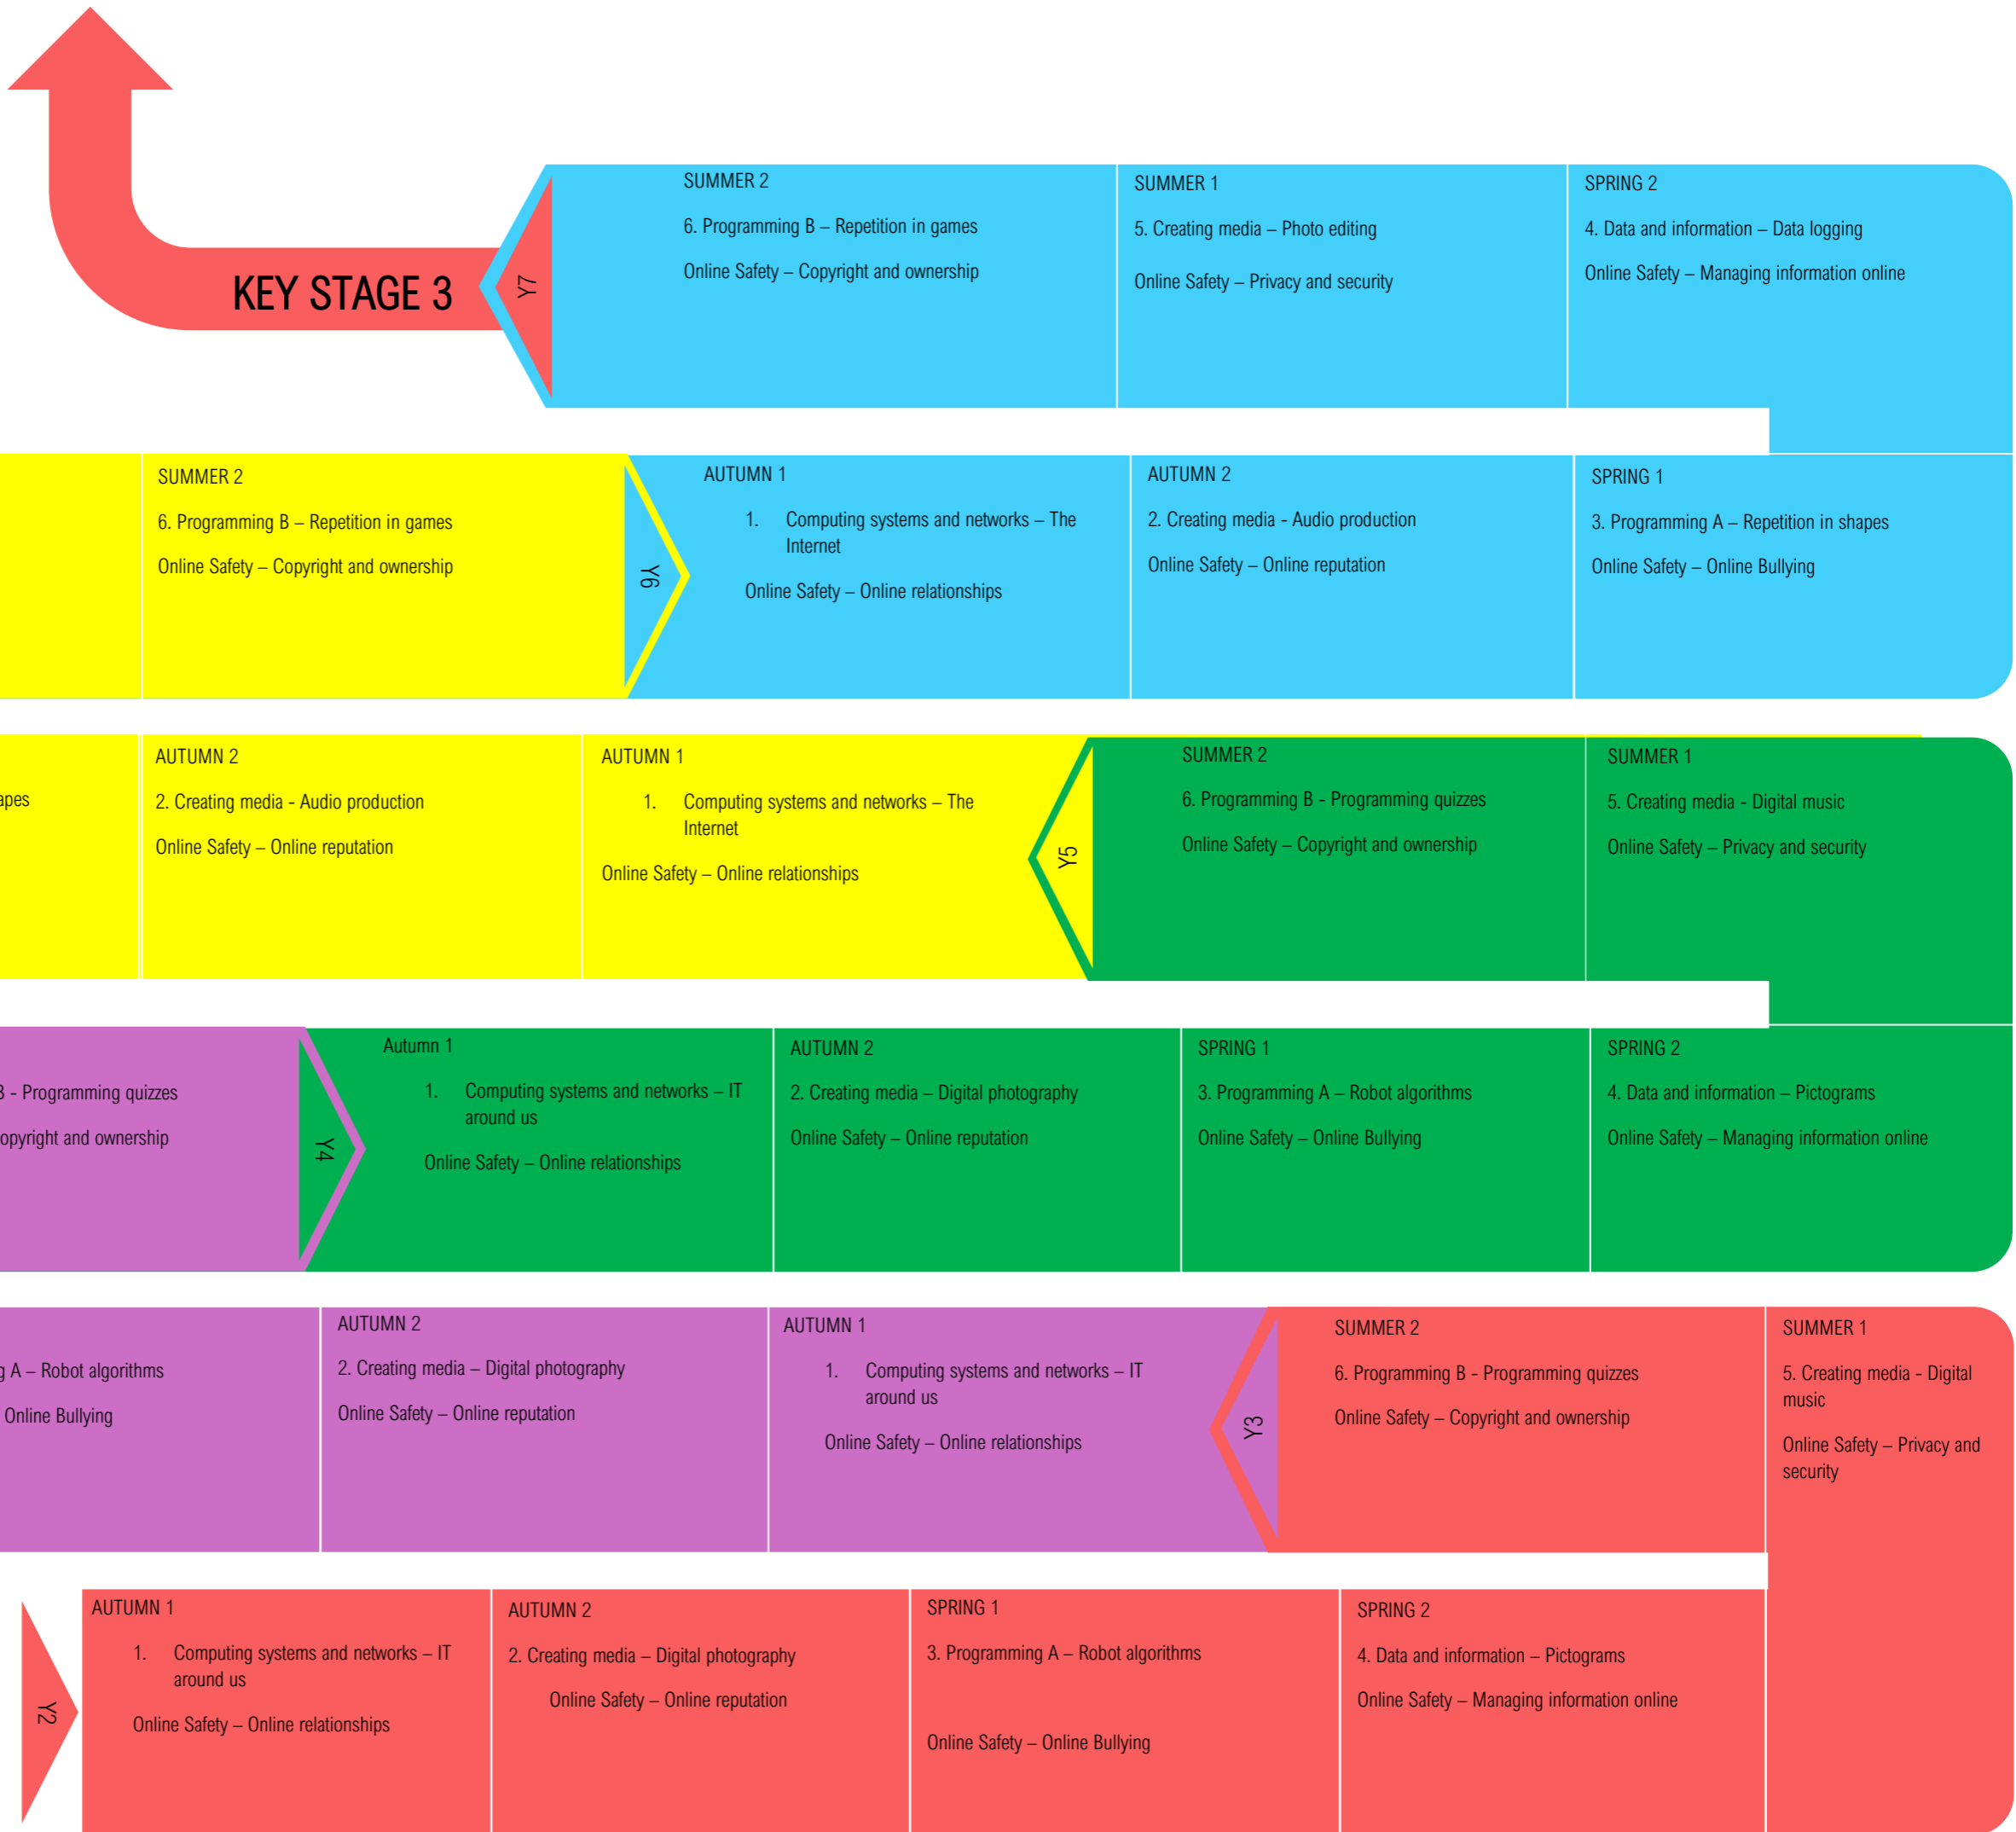 SUMMER 2
6. Programming B – Repetition in games
Online Safety – Copyright and ownership
SUMMER 1
5. Creating media – Photo editing
Online Safety – Privacy and security
SPRING 2
4. Data and information – Data logging
Online Safety – Managing information online
KEY STAGE 3
Y7
SUMMER 2
6. Programming B – Repetition in games
Online Safety – Copyright and ownership
Y6
AUTUMN 1
1. Computing systems and networks – The
Internet
Online Safety – Online relationships
AUTUMN 2
2. Creating media - Audio production
Online Safety – Online reputation
SPRING 1
3. Programming A – Repetition in shapes
Online Safety – Online Bullying
apes
AUTUMN 2
2. Creating media - Audio production
Online Safety – Online reputation
AUTUMN 1
1. Computing systems and networks – The
Internet
Online Safety – Online relationships
Y5
SUMMER 2
6. Programming B - Programming quizzes
Online Safety – Copyright and ownership
SUMMER 1
5. Creating media - Digital music
Online Safety – Privacy and security
B - Programming quizzes
opyright and ownership
Y4
Autumn 1
1. Computing systems and networks – IT
around us
Online Safety – Online relationships
AUTUMN 2
2. Creating media – Digital photography
Online Safety – Online reputation
SPRING 1
3. Programming A – Robot algorithms
Online Safety – Online Bullying
SPRING 2
4. Data and information – Pictograms
Online Safety – Managing information online
g A – Robot algorithms
Online Bullying
AUTUMN 2
2. Creating media – Digital photography
Online Safety – Online reputation
AUTUMN 1
1. Computing systems and networks – IT
around us
Online Safety – Online relationships
Y3
SUMMER 2
6. Programming B - Programming quizzes
Online Safety – Copyright and ownership
SUMMER 1
5. Creating media - Digital
music
Online Safety – Privacy and
security
Y2
AUTUMN 1
1. Computing systems and networks – IT
around us
Online Safety – Online relationships
AUTUMN 2
2. Creating media – Digital photography
Online Safety – Online reputation
SPRING 1
3. Programming A – Robot algorithms
Online Safety – Online Bullying
SPRING 2
4. Data and information – Pictograms
Online Safety – Managing information online